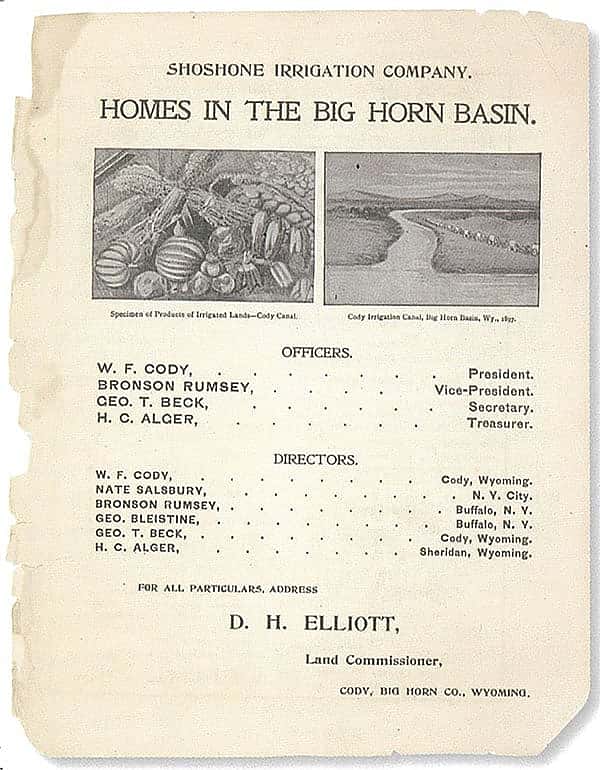 SHOSHONE IRRIGATION COMPANY.
HOMES IN THE BIG HORN BASIN.
Specimen of Products of Irrigated Lands—Cody Canal.
Cody Irrigation Canal, Big Horn Basin, Wy., 1897.
OFFICERS.
W. F. CODY, . . . . . . . President.
BRONSON RUMSEY, . . . . . Vice-President.
GEO. T. BECK, . . . . . . Secretary.
H. C. ALGER, . . . . . . Treasurer.
DIRECTORS.
W. F. CODY, . . . . . . . Cody, Wyoming.
NATE SALSBURY, . . . . . . . N. Y. City.
BRONSON RUMSEY, . . . . . . . Buffalo, N. Y.
GEO. BLEISTINE, . . . . . . . Buffalo, N. Y.
GEO. T. BECK, . . . . . . . Cody, Wyoming.
H. C. ALGER, . . . . . . . Sheridan, Wyoming.
FOR ALL PARTICULARS, ADDRESS
D. H. ELLIOTT,
Land Commissioner,
CODY, BIG HORN CO., WYOMING.